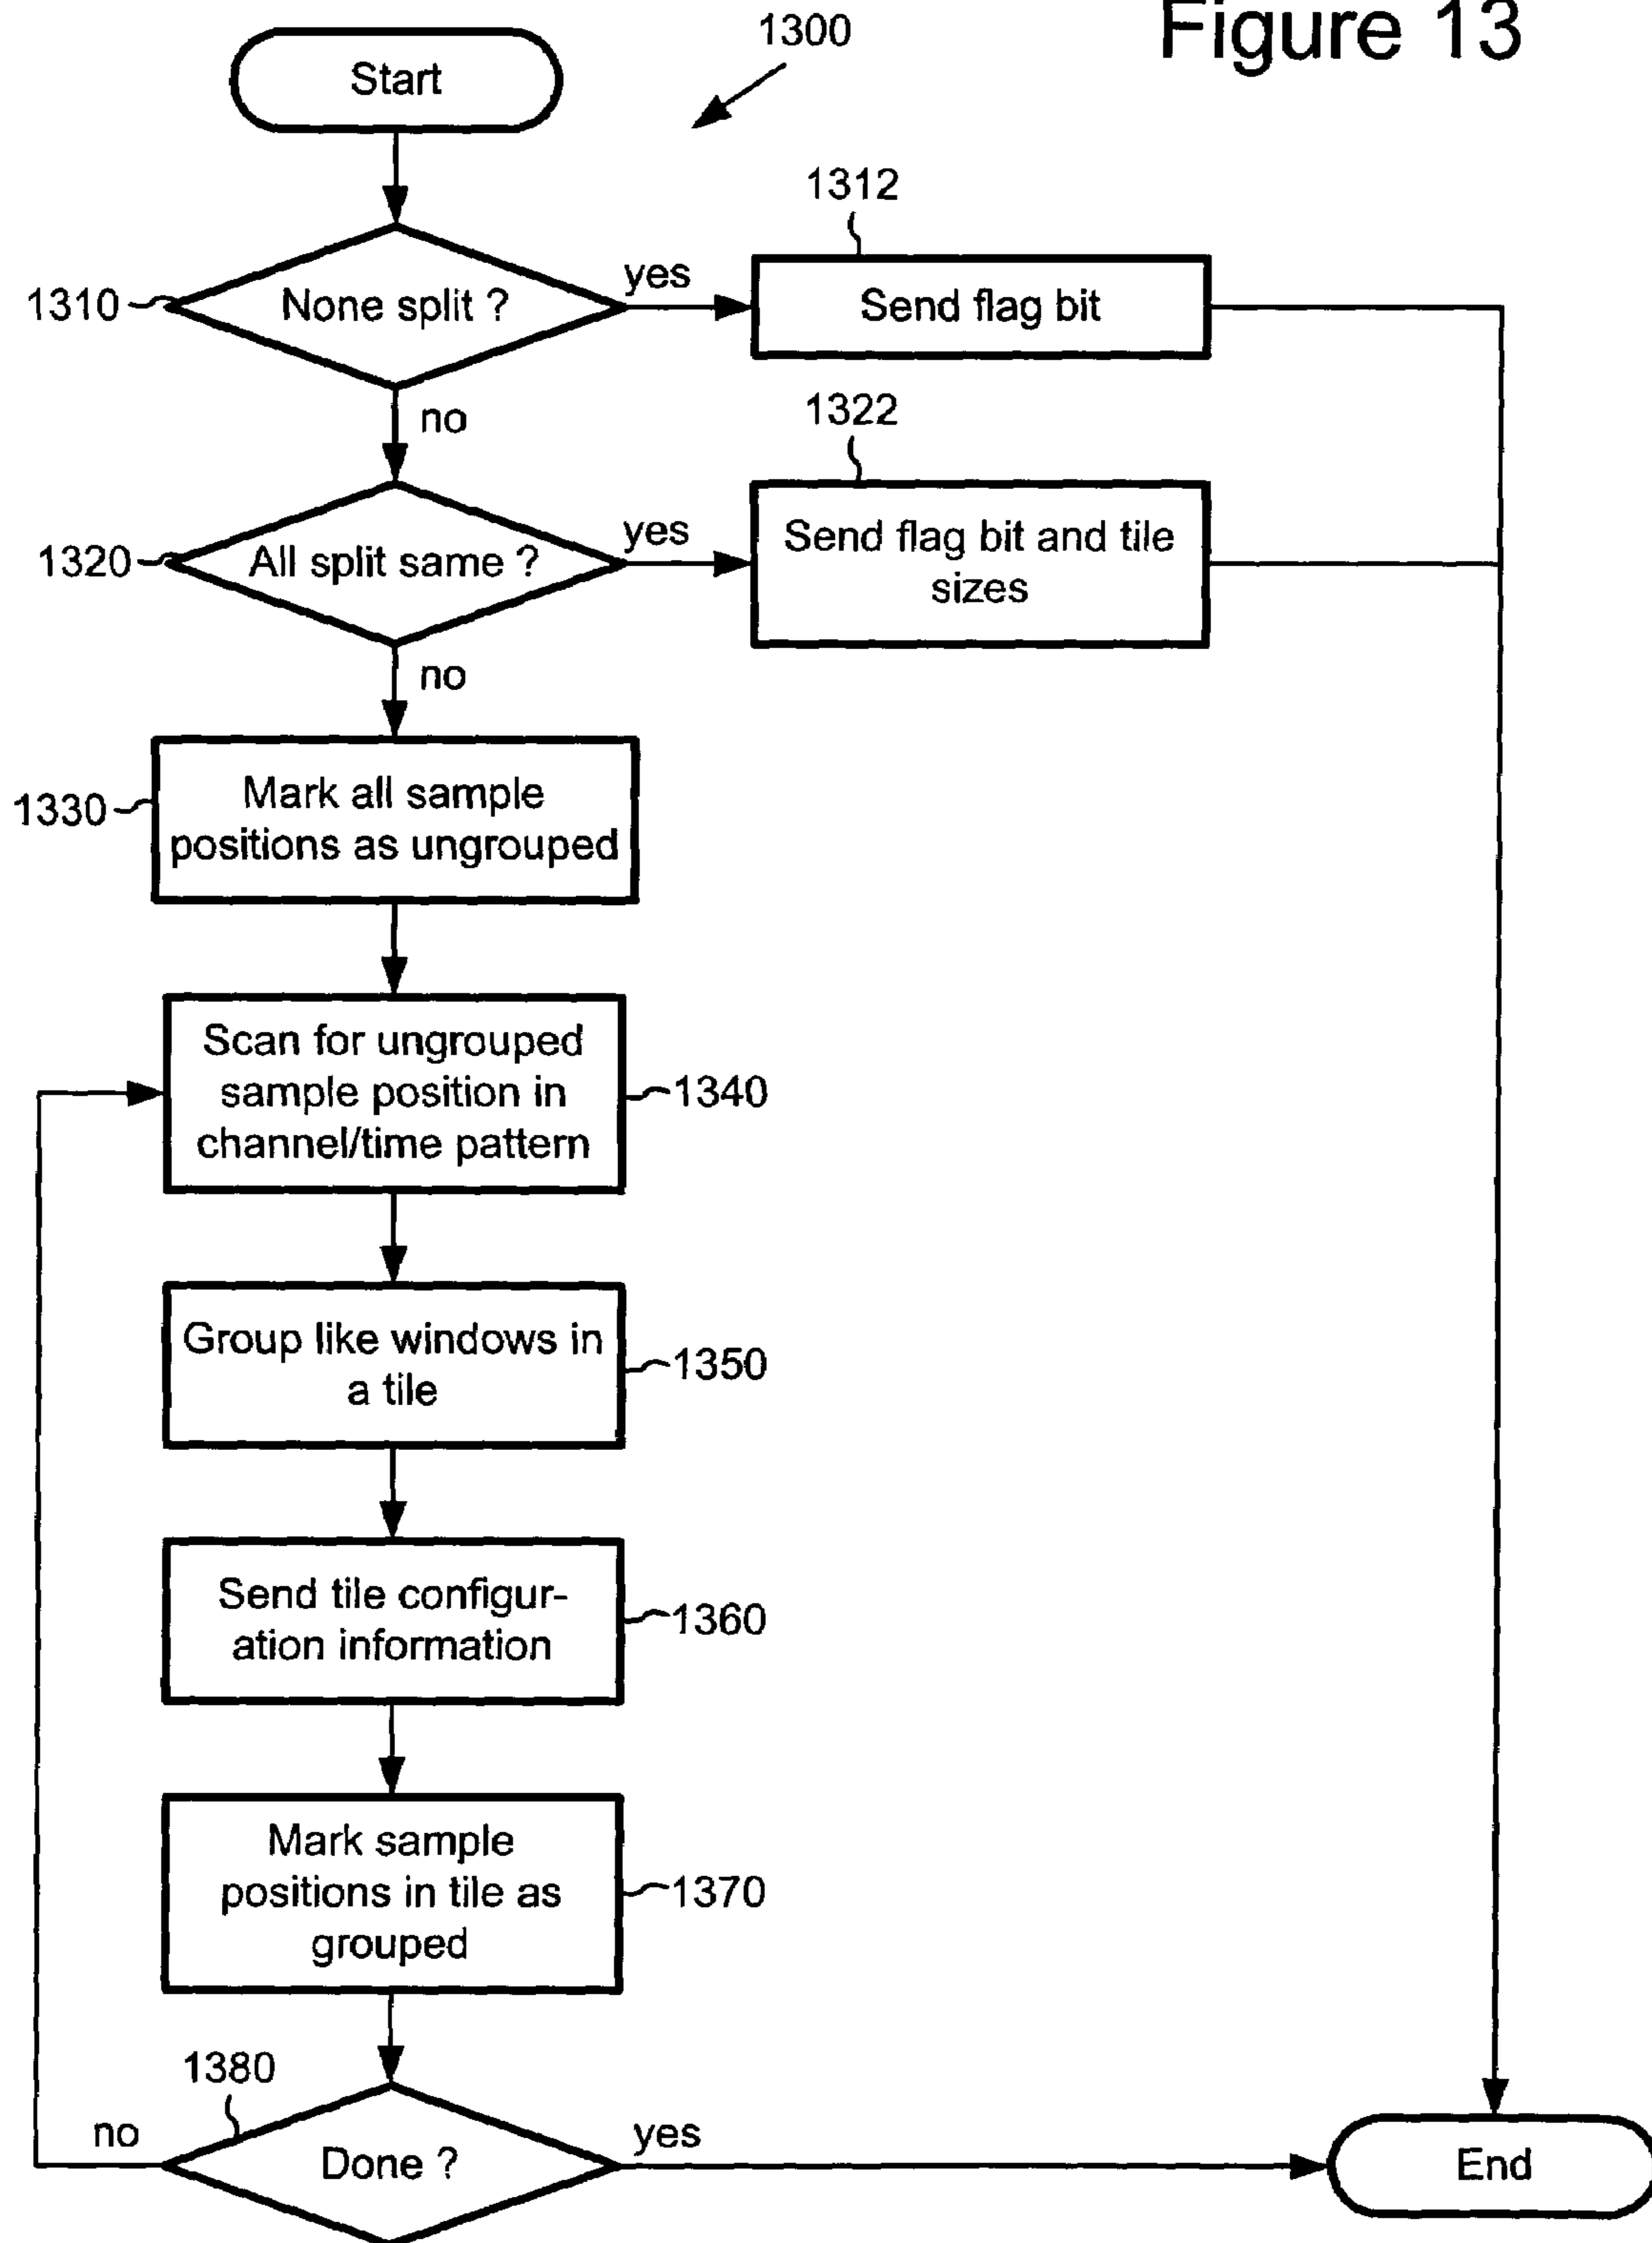 Figure 13
1300
Start
1312
1310
None split ?
yes
Send flag bit
no
1322
1320
All split same ?
yes
Send flag bit and tile
sizes
no
1330
Mark all sample
positions as ungrouped
Scan for ungrouped
sample position in
channel/time pattern
1340
Group like windows in
a tile
1350
Send tile configur-
ation information
1360
Mark sample
positions in tile as
grouped
1370
1380
no
Done ?
yes
End